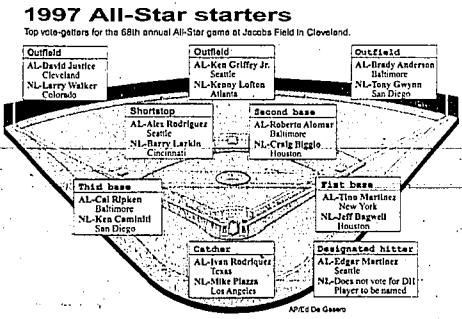 1997 All-Star starters
Top vote-getters for the 68th annual All-Star game at Jacobs Field in Cleveland.
Outfield
AL-David Justice
Cleveland
NL-Larry Walker
Colorado
Outfield
AL-Ken Griffey Jr.
Seattle
NL-Kenny Lofton
Atlanta
Outfield
AL-Brady Anderson
Baltimore
NL-Tony Gwynn
San Diego
Shortstop
AL-Alex Rodriguez
Seattle
NL-Barry Larkin
Cincinnati
Second base
AL-Roberto Alomar
Baltimore
NL-Craig Biggio
Houston
Thid base
AL-Cal Ripken
Baltimore
NL-Ken Caminiti
San Diego
Fist base
AL-Tino Martinez
New York
NL-Jeff Bagwell
Houston
Catcher
AL-Ivan Rodriquez
Texas
NL-Mike Piazza
Los Angeles
Designated hitter
AL-Edgar Martinez
Seattle
NL-Does not vote for DH
Player to be named
AP/Ed De Gasero